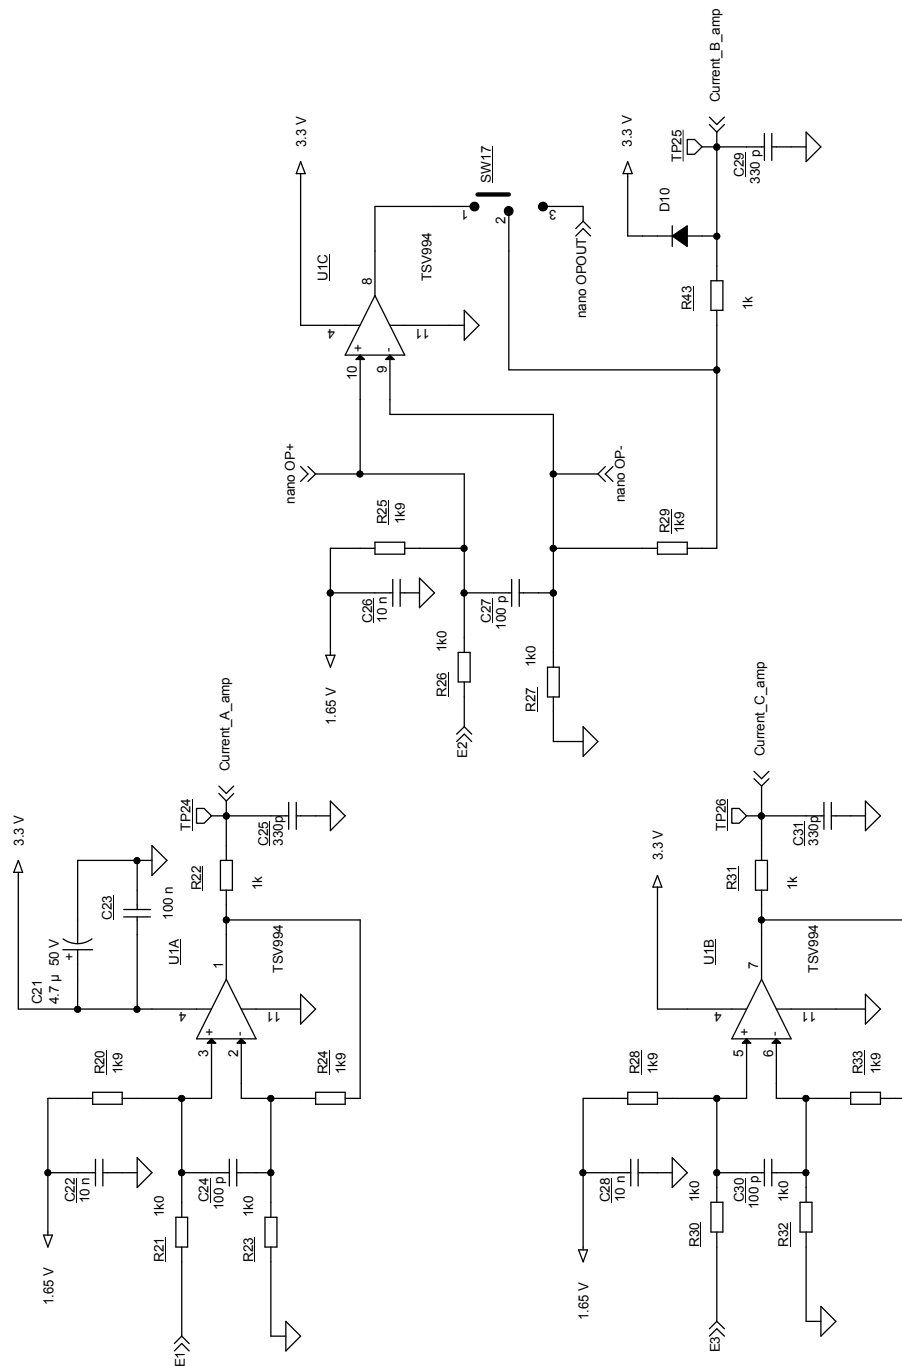 3.3 V
U1C
4
8
10
+
9
-
11
TSV994
SW17
1
2
3
nano OPOUT
nano OP+
nano OP-
R25
1k9
1.65 V
C26
10 n
R26
1k0
E2
C27
100 p
R27
1k0
R29
1k9
R43
1k
D10
3.3 V
TP25
Current_B_amp
C29
330 p
3.3 V
C21
4.7 µ 50 V
+
C23
100 n
U1A
4
1
3
+
2
-
11
TSV994
R20
1k9
1.65 V
C22
10 n
R21
1k0
E1
C24
100 p
R23
1k0
R24
1k9
R22
1k
TP24
Current_A_amp
C25
330p
3.3 V
U1B
4
7
5
+
6
-
11
TSV994
R28
1k9
1.65 V
C28
10 n
R30
1k0
E3
C30
100 p
R32
1k0
R33
1k9
R31
1k
TP26
Current_C_amp
C31
330p